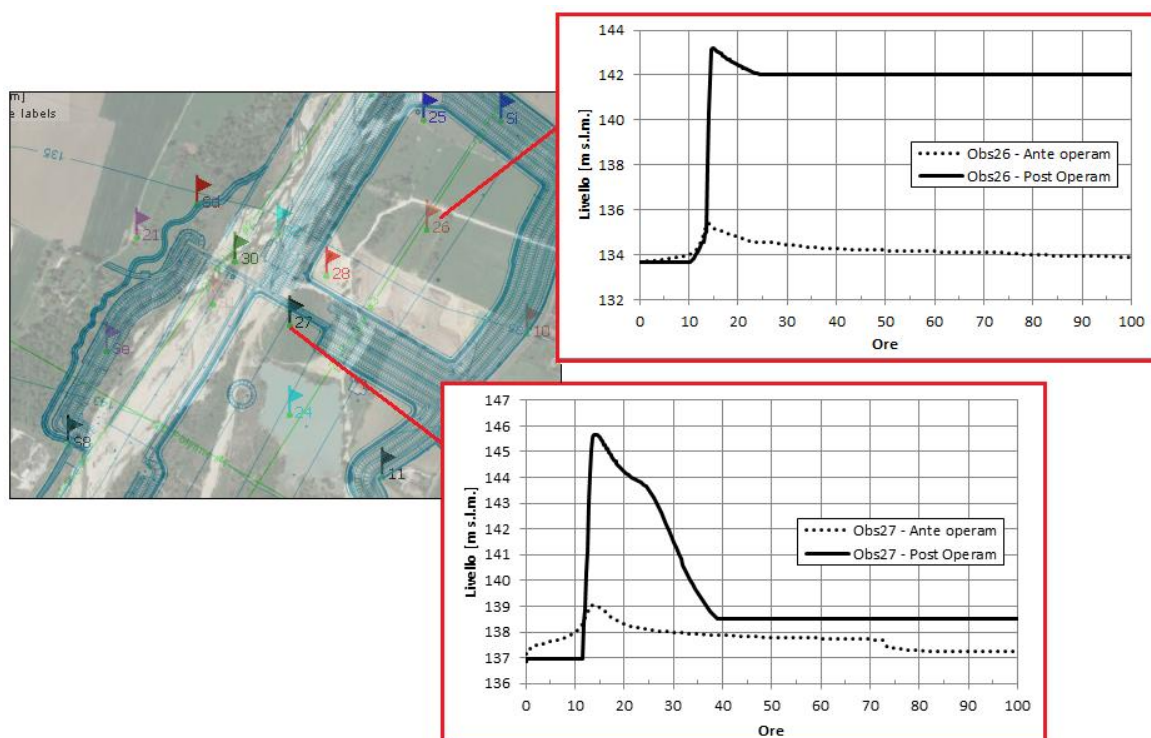 m]
e labels
135
25
Si
Sd
21
26
30
28
10
27
Se
24
S8
11
144
142
140
138
136
134
132
Livello [m s.l.m.]
Obs26 - Ante operam
Obs26 - Post Operam
0 10 20 30 40 50 60 70 80 90 100
Ore
147
146
145
144
143
142
141
140
139
138
137
136
Livello [m s.l.m.]
Obs27 - Ante operam
Obs27 - Post Operam
0 10 20 30 40 50 60 70 80 90 100
Ore